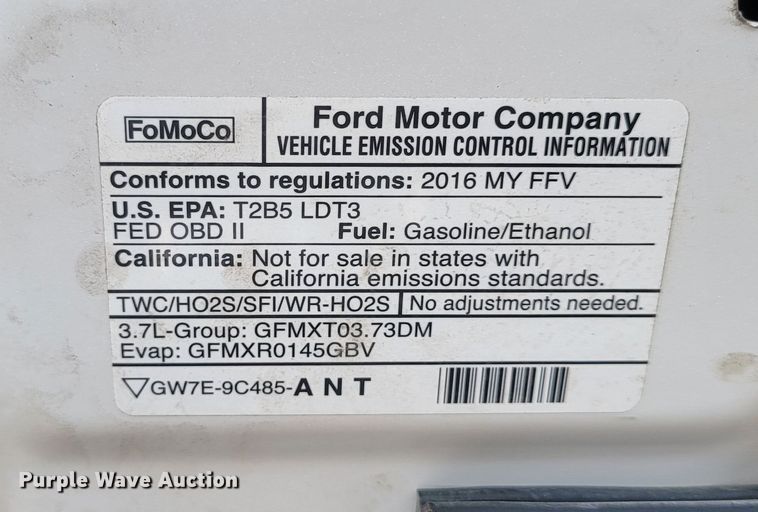 FoMoCo
Ford Motor Company
VEHICLE EMISSION CONTROL INFORMATION
Conforms to regulations: 2016 MY FFV
U.S. EPA: T2B5 LDT3
FED OBD II Fuel: Gasoline/Ethanol
California: Not for sale in states with
California emissions standards.
TWC/HO2S/SFI/WR-HO2S No adjustments needed.
3.7L-Group: GFMXT03.73DM
Evap: GFMXR0145GBV
GW7E-9C485-ANT
Purple Wave Auction